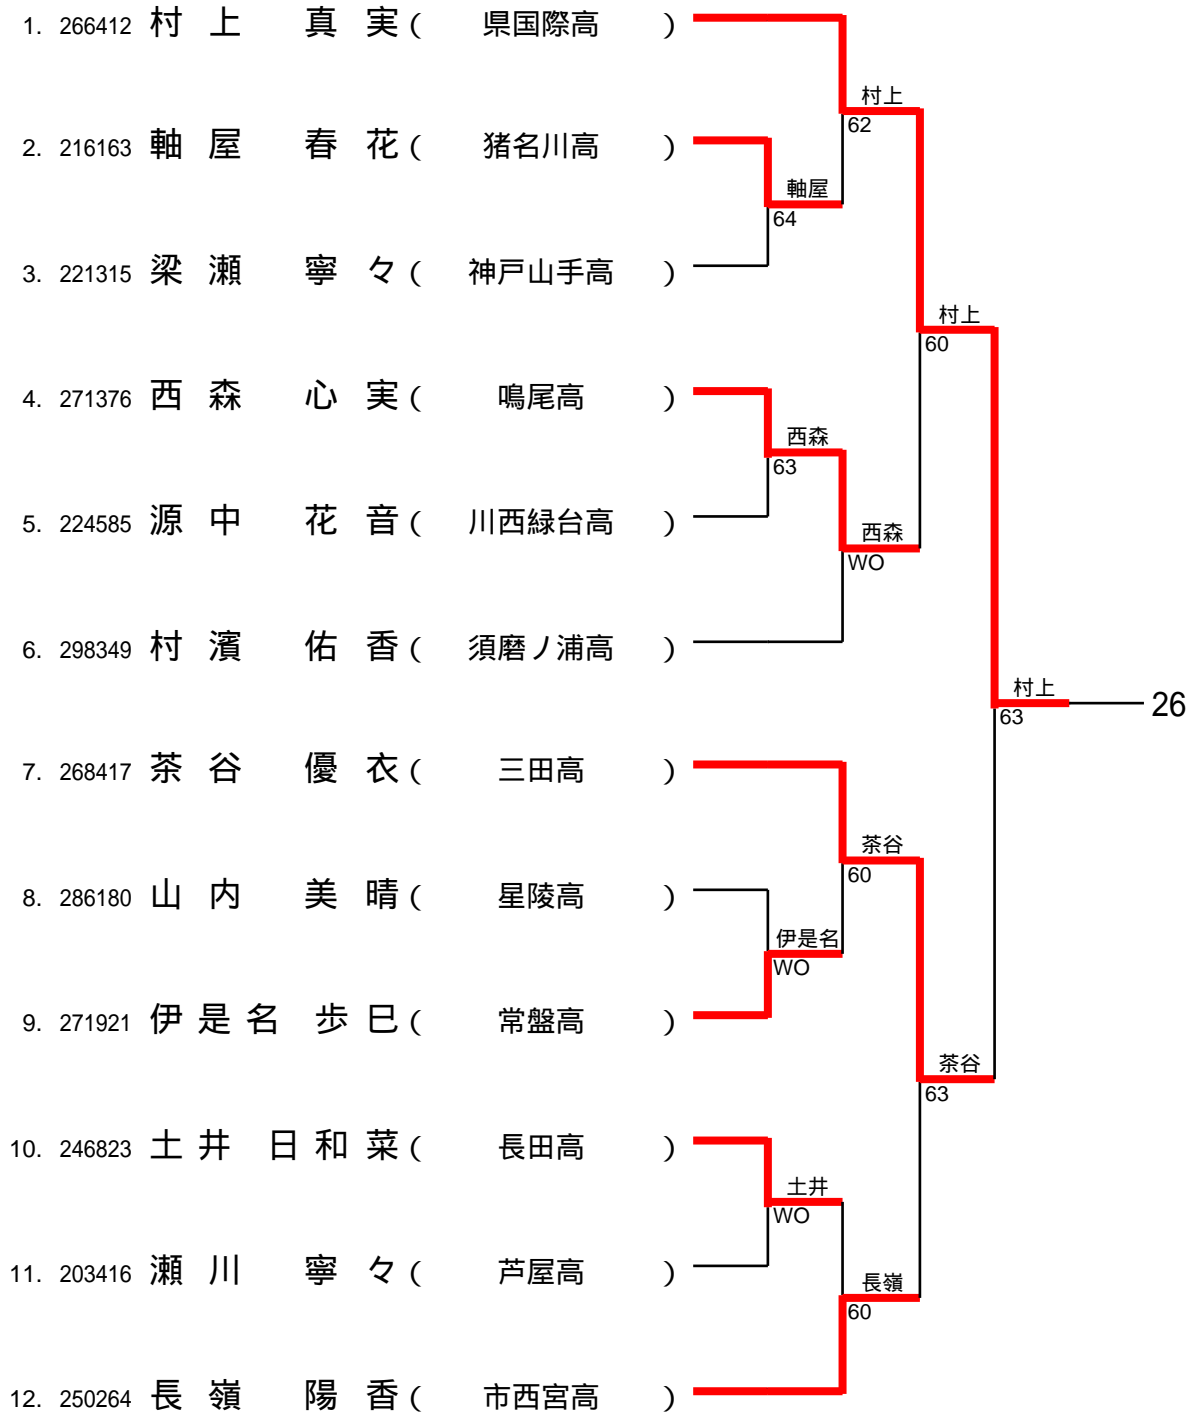 1. 266412 村上 真実( 県国際高 )
村上
62
2. 216163 軸屋 春花( 猪名川高 )
軸屋
64
3. 221315 梁瀬 寧々( 神戸山手高 )
村上
60
4. 271376 西森 心実( 鳴尾高 )
西森
63
5. 224585 源中 花音( 川西緑台高 )
西森
WO
6. 298349 村濱 佑香( 須磨ノ浦高 )
村上
63
26
7. 268417 茶谷 優衣( 三田高 )
茶谷
60
8. 286180 山内 美晴( 星陵高 )
伊是名
WO
9. 271921 伊是名 歩巳( 常盤高 )
茶谷
63
10. 246823 土井 日和菜( 長田高 )
土井
WO
11. 203416 瀬川 寧々( 芦屋高 )
長嶺
60
12. 250264 長嶺 陽香( 市西宮高 )